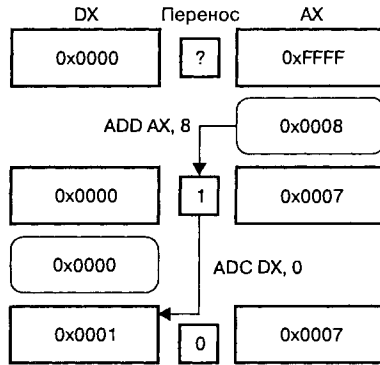 DX Перенос AX
0x0000 ? 0xFFFF
ADD AX, 8 0x0008
0x0000 1 0x0007
0x0000
ADC DX, 0
0x0001 0 0x0007